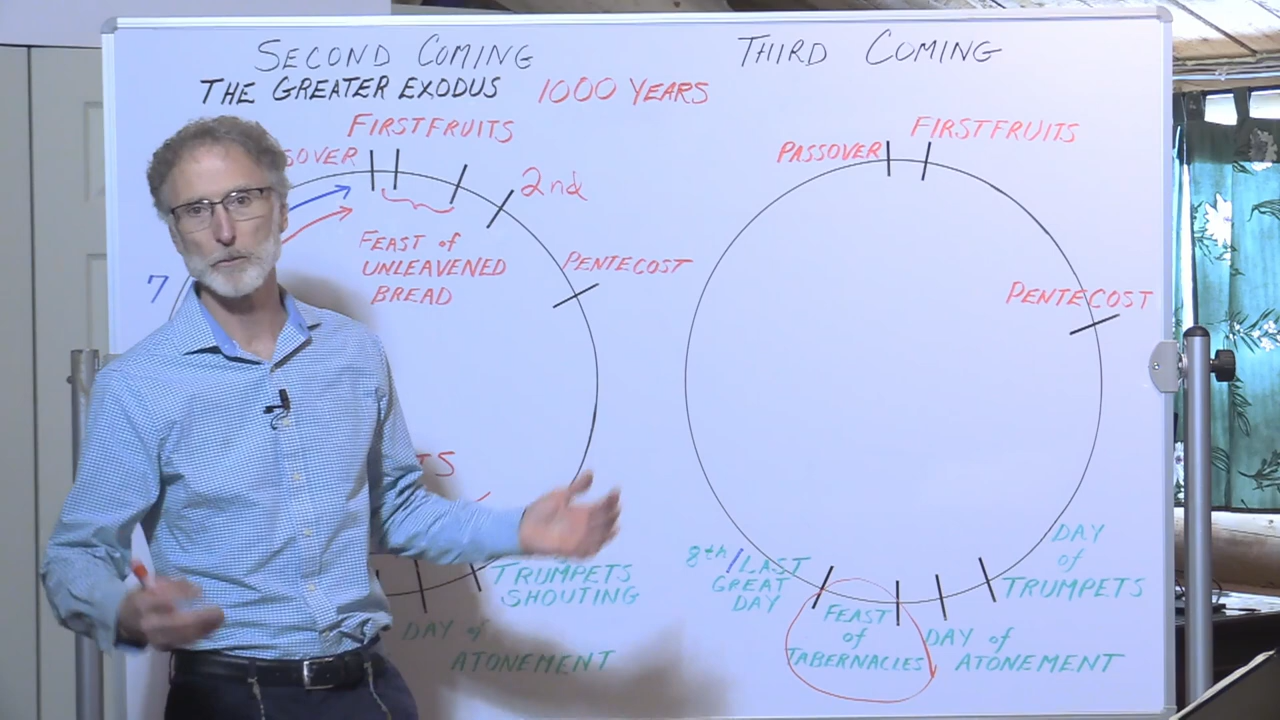 SECOND COMING
THE GREATER EXODUS 1000 YEARS
FIRSTFRUITS
2nd
FEAST of
UNLEAVENED
BREAD
PENTECOST
7
TRUMPETS
SHOUTING
DAY of
ATONEMENT
THIRD COMING
PASSOVER
FIRSTFRUITS
PENTECOST
DAY
of
TRUMPETS
DAY of
ATONEMENT
FEAST
of
TABERNACLES
8th/LAST
GREAT
DAY